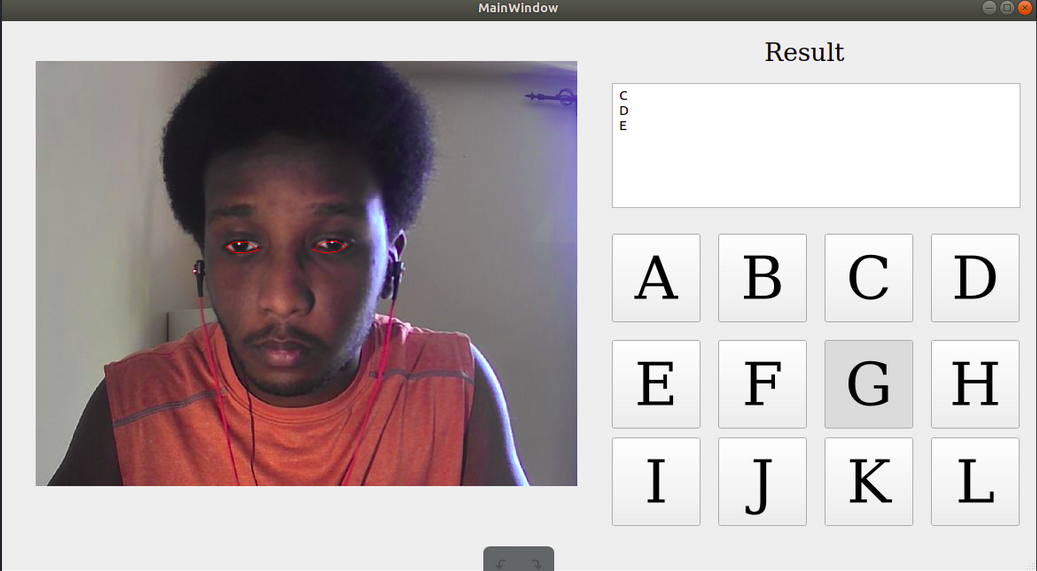 MainWindow
Result
C
D
E
A B C D
E F G H
I J K L